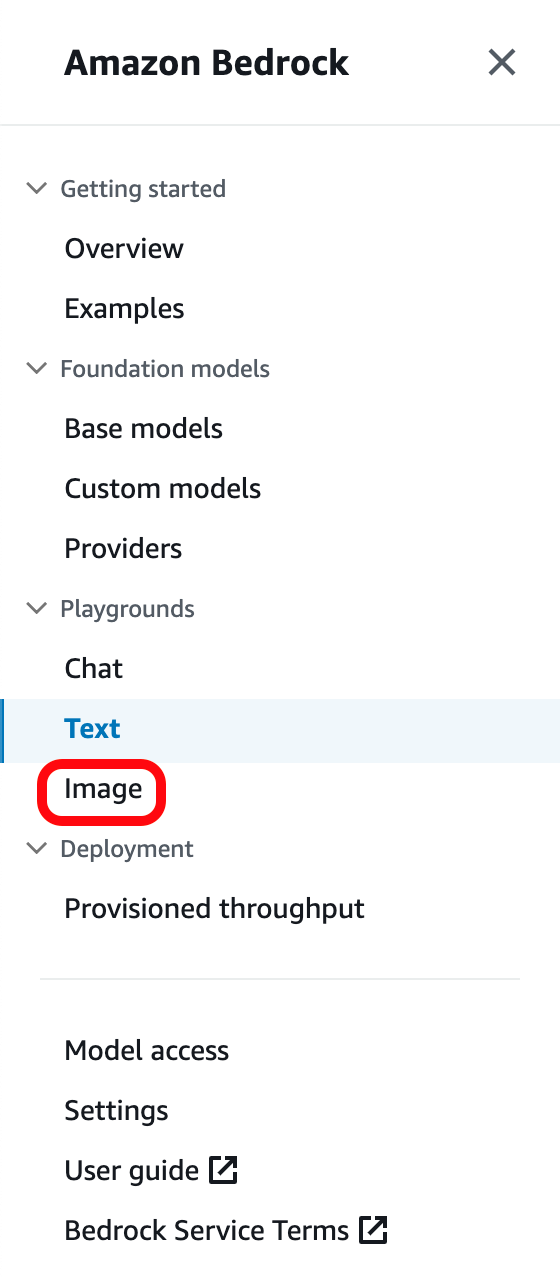 Amazon Bedrock
Getting started
Overview
Examples
Foundation models
Base models
Custom models
Providers
Playgrounds
Chat
Text
Image
Deployment
Provisioned throughput
Model access
Settings
User guide
Bedrock Service Terms